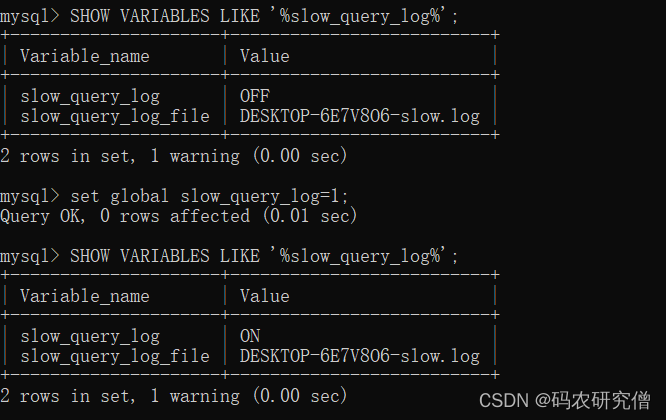 mysql> SHOW VARIABLES LIKE '%slow_query_log%';
+---------------------+--------------------------+
| Variable_name       | Value                    |
+---------------------+--------------------------+
| slow_query_log      | OFF                      |
| slow_query_log_file | DESKTOP-6E7V8O6-slow.log |
+---------------------+--------------------------+
2 rows in set, 1 warning (0.00 sec)
mysql> set global slow_query_log=1;
Query OK, 0 rows affected (0.01 sec)
mysql> SHOW VARIABLES LIKE '%slow_query_log%';
+---------------------+--------------------------+
| Variable_name       | Value                    |
+---------------------+--------------------------+
| slow_query_log      | ON                       |
| slow_query_log_file | DESKTOP-6E7V8O6-slow.log |
+---------------------+--------------------------+
2 rows in set, 1 warning (0.00 sec)
CSDN @码农研究僧